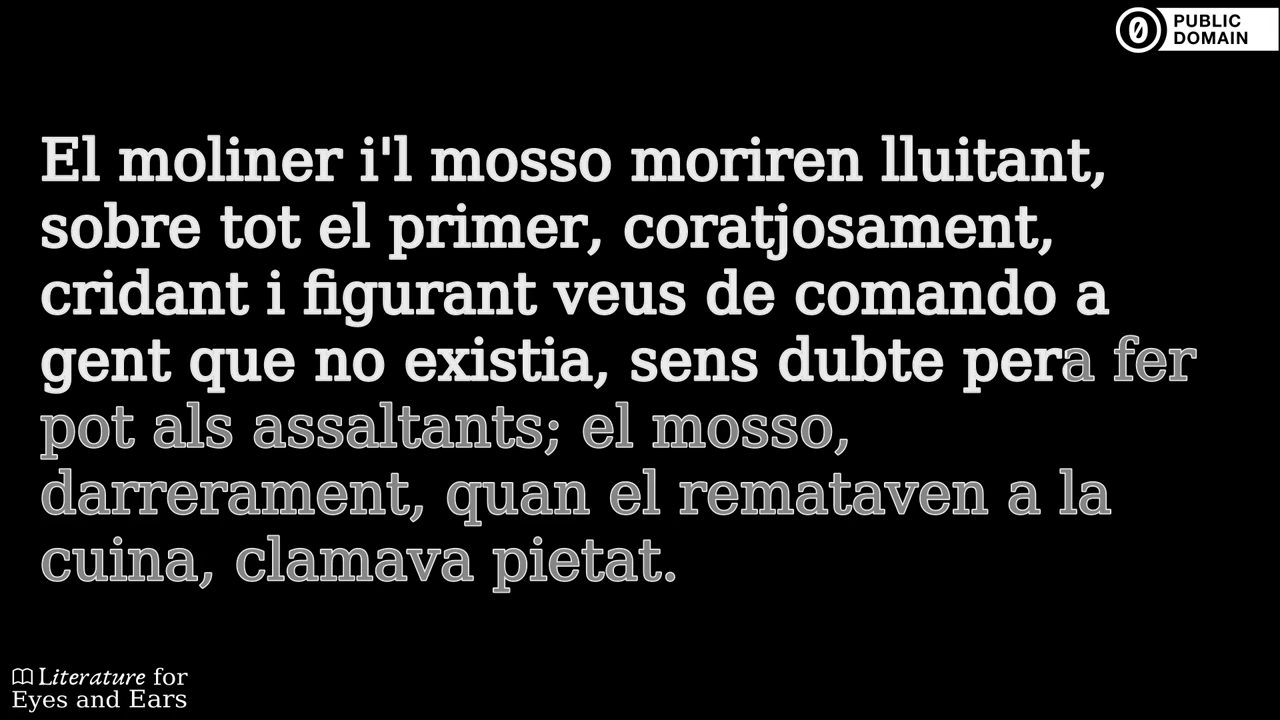 PUBLIC
DOMAIN
El moliner i'l mosso moriren lluitant,
sobre tot el primer, coratjosament,
cridant i figurant veus de comando a
gent que no existia, sens dubte pera fer
pot als assaltants; el mosso,
darrerament, quan el remataven a la
cuina, clamava pietat.
Literature for
Eyes and Ears